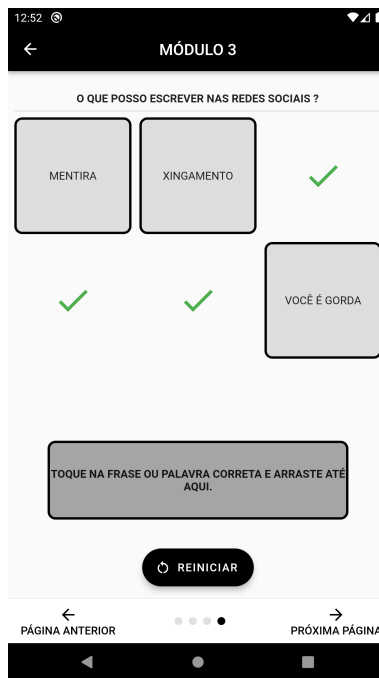 12:52
MÓDULO 3
O QUE POSSO ESCREVER NAS REDES SOCIAIS ?
MENTIRA
XINGAMENTO
VOCÊ É GORDA
TOQUE NA FRASE OU PALAVRA CORRETA E ARRASTE ATÉ
AQUI.
REINICIAR
PÁGINA ANTERIOR
PRÓXIMA PÁGINA